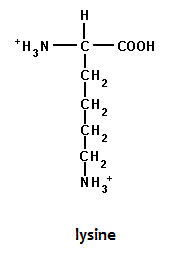 H
⁺H₃N—C—COOH
CH₂
CH₂
CH₂
CH₂
NH₃⁺
lysine